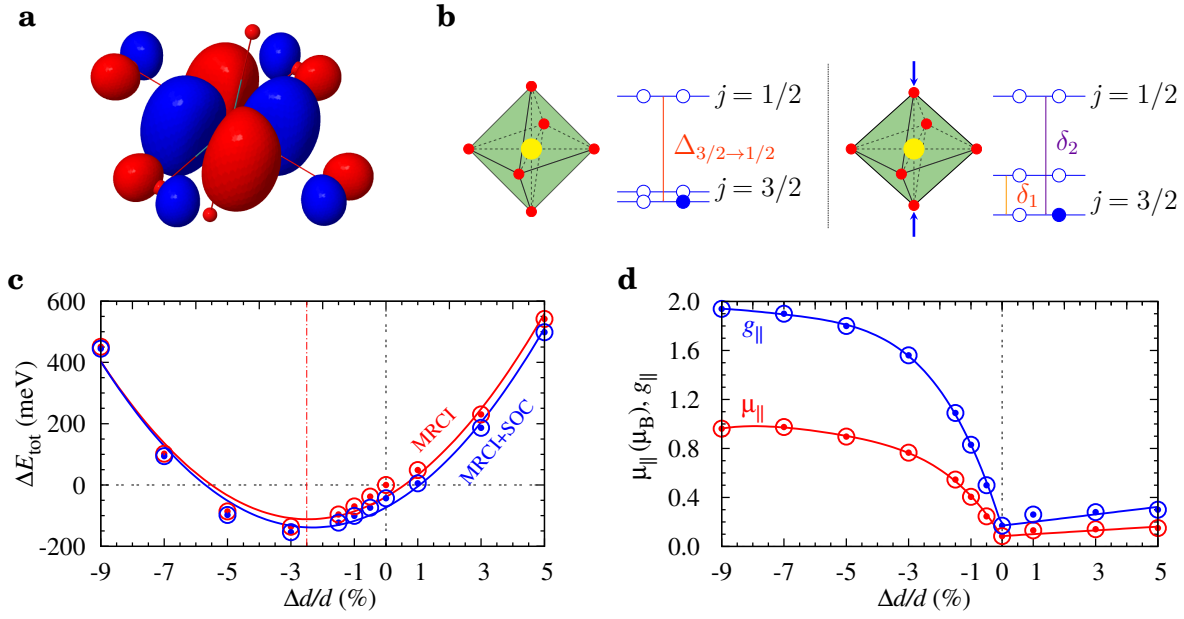 a
b
j = 1/2
Δ3/2→1/2
j = 3/2
j = 1/2
δ2
δ1
j = 3/2
c
ΔEtot (meV)
600
400
200
0
-200
MRCI
MRCI+SOC
-9 -7 -5 -3 -1 0 1 3 5
Δd/d (%)
d
μ∥ (μB), g∥
2.0
1.6
1.2
0.8
0.4
0.0
g∥
μ∥
-9 -7 -5 -3 -1 0 1 3 5
Δd/d (%)